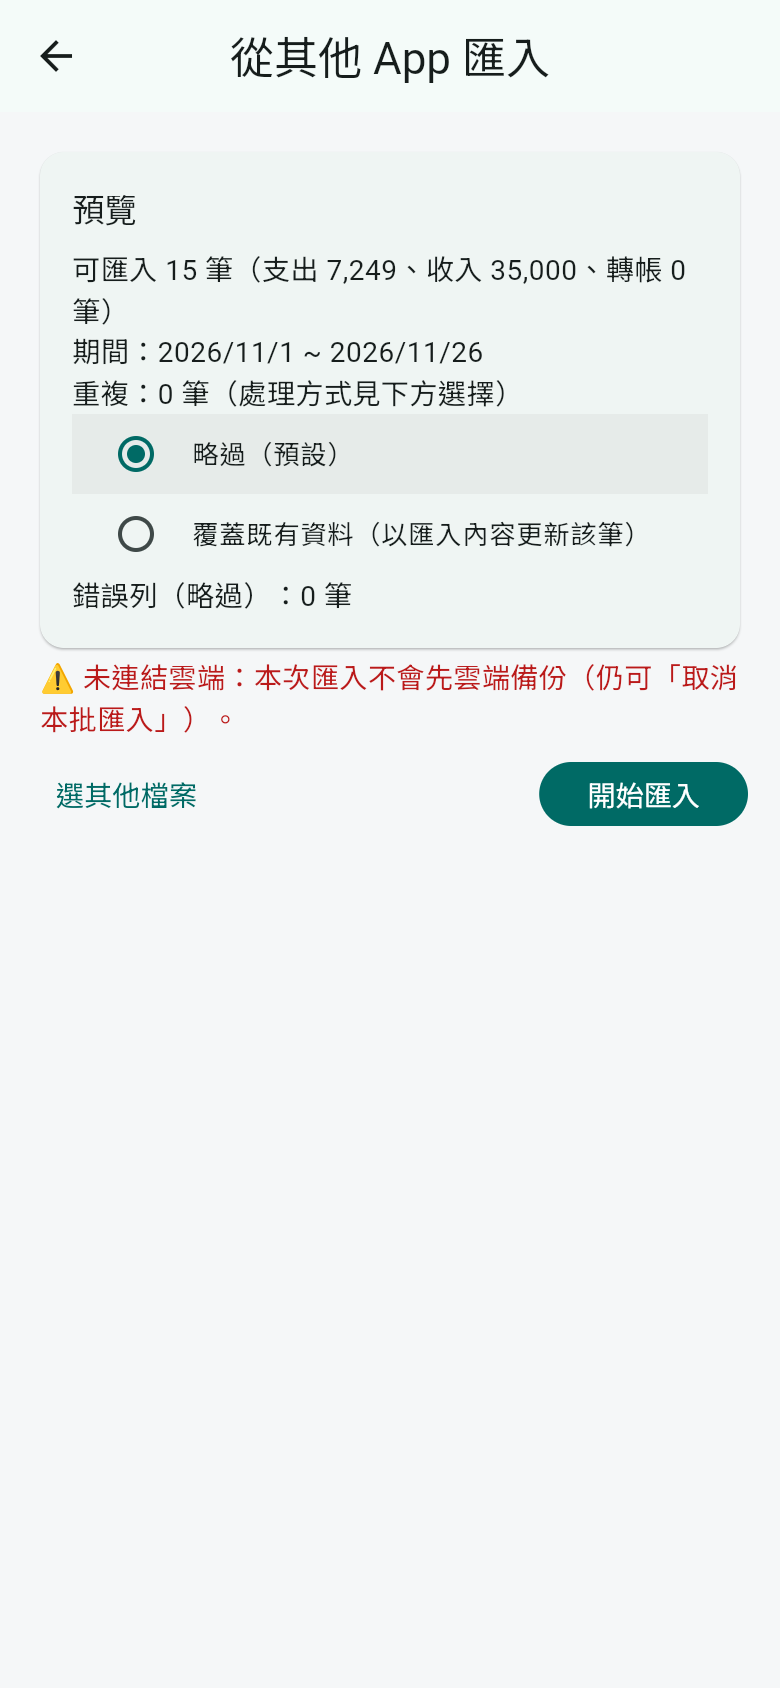 從其他 App 匯入
預覽
可匯入 15 筆（支出 7,249、收入 35,000、轉帳 0
筆）
期間：2026/11/1 ~ 2026/11/26
重複：0 筆（處理方式見下方選擇）
略過（預設）
覆蓋既有資料（以匯入內容更新該筆）
錯誤列（略過）：0 筆
⚠️ 未連結雲端：本次匯入不會先雲端備份（仍可「取消
本批匯入」）。
選其他檔案
開始匯入